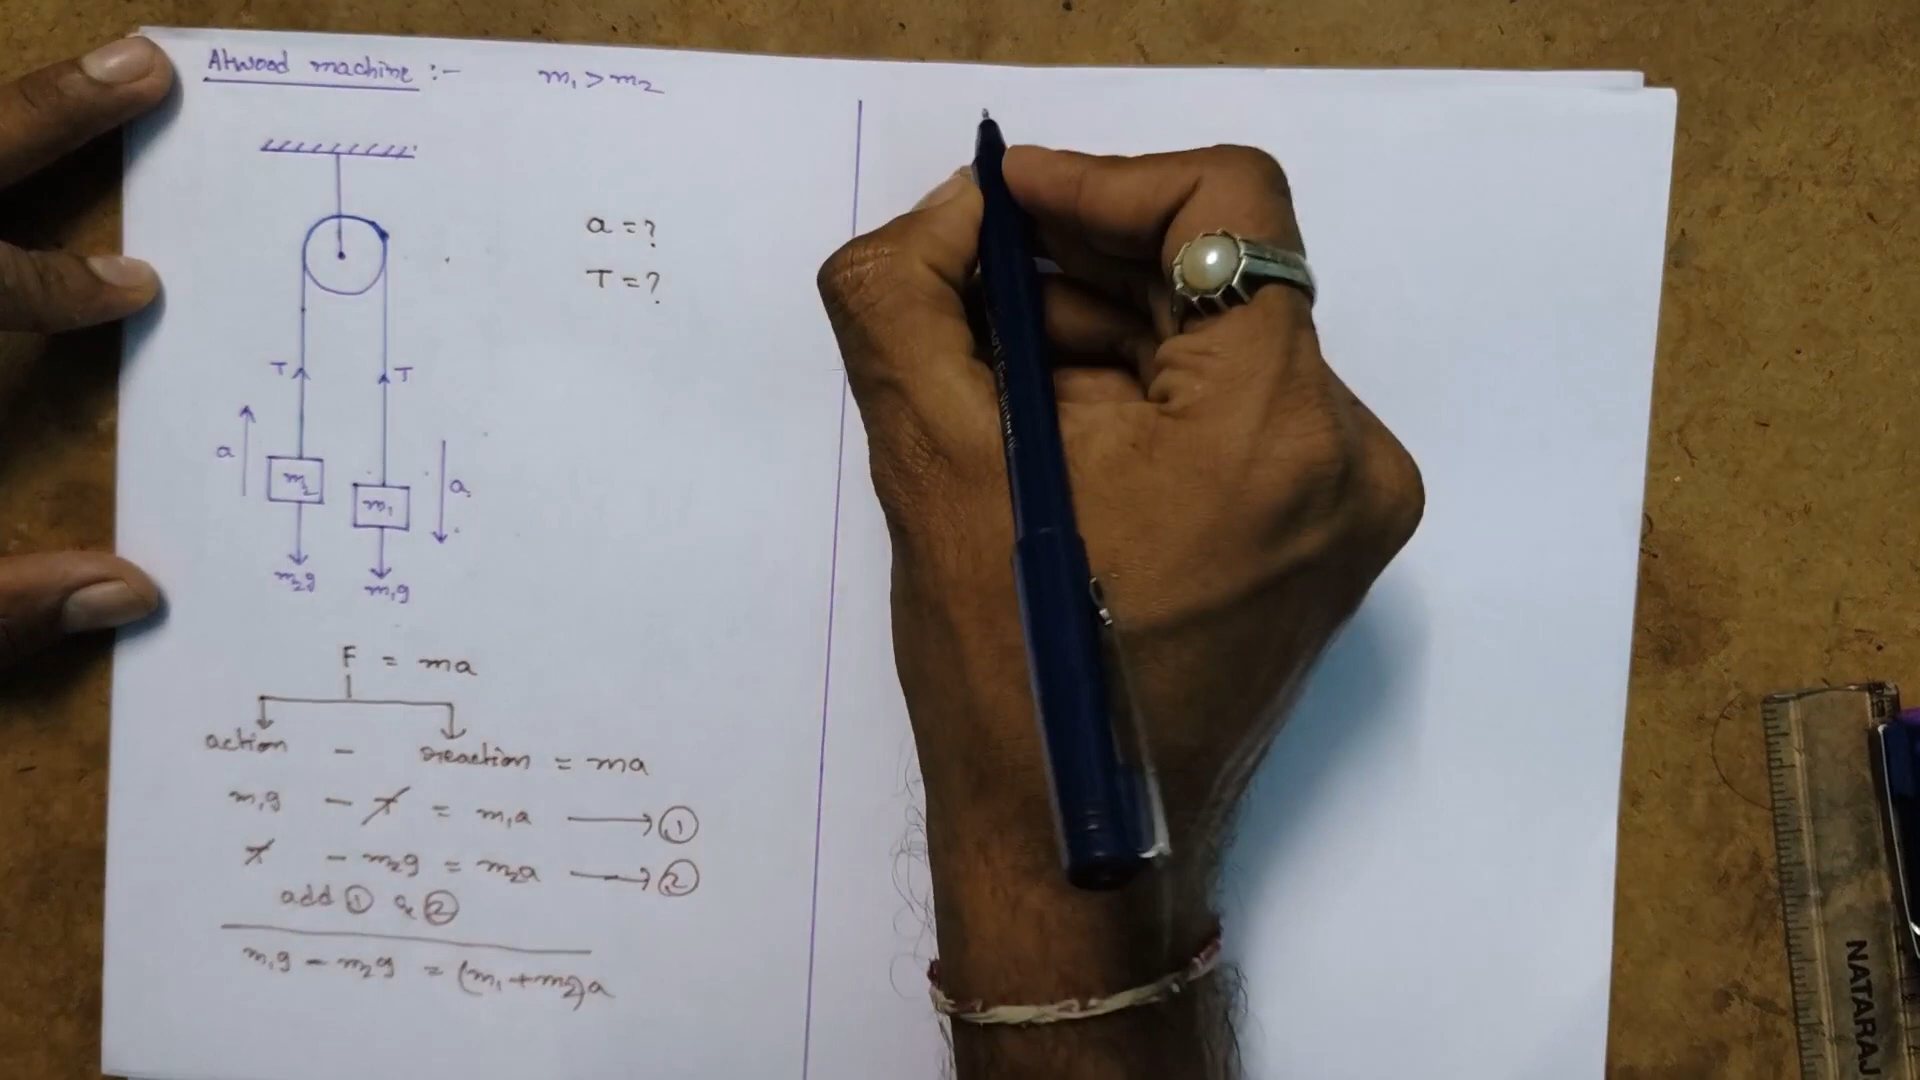 Atwood machine :- m₁ > m₂
a = ?
T = ?
T T
a m₂ m₁ a
m₂g m₁g
F = ma
action - reaction = ma
m₁g - T = m₁a → ①
T - m₂g = m₂a → ②
add ① & ②
m₁g - m₂g = (m₁ + m₂)a
NATARAJ